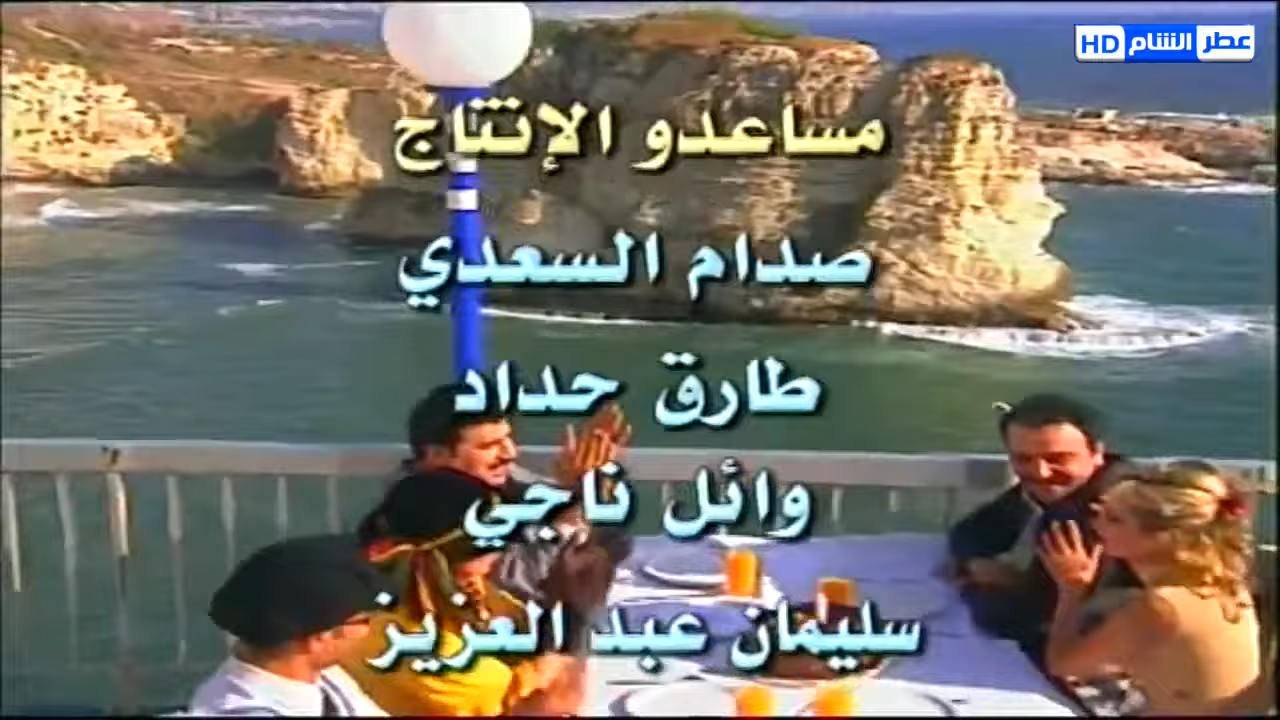 عطر الشام HD
مساعدو الإنتاج
صدام السعدي
طارق حداد
وائل ناجي
سليمان عبد العزيز